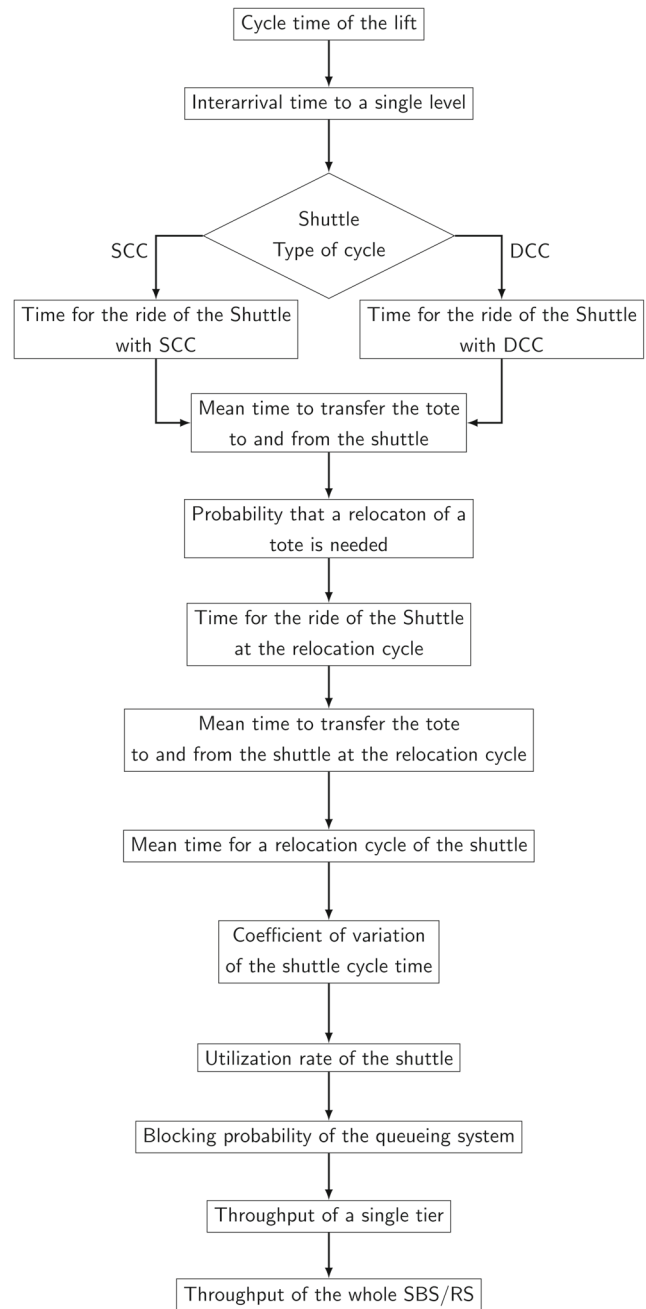 Cycle time of the lift
Interarrival time to a single level
Shuttle
Type of cycle
SCC
DCC
Time for the ride of the Shuttle
with SCC
Time for the ride of the Shuttle
with DCC
Mean time to transfer the tote
to and from the shuttle
Probability that a relocaton of a
tote is needed
Time for the ride of the Shuttle
at the relocation cycle
Mean time to transfer the tote
to and from the shuttle at the relocation cycle
Mean time for a relocation cycle of the shuttle
Coefficient of variation
of the shuttle cycle time
Utilization rate of the shuttle
Blocking probability of the queueing system
Throughput of a single tier
Throughput of the whole SBS/RS